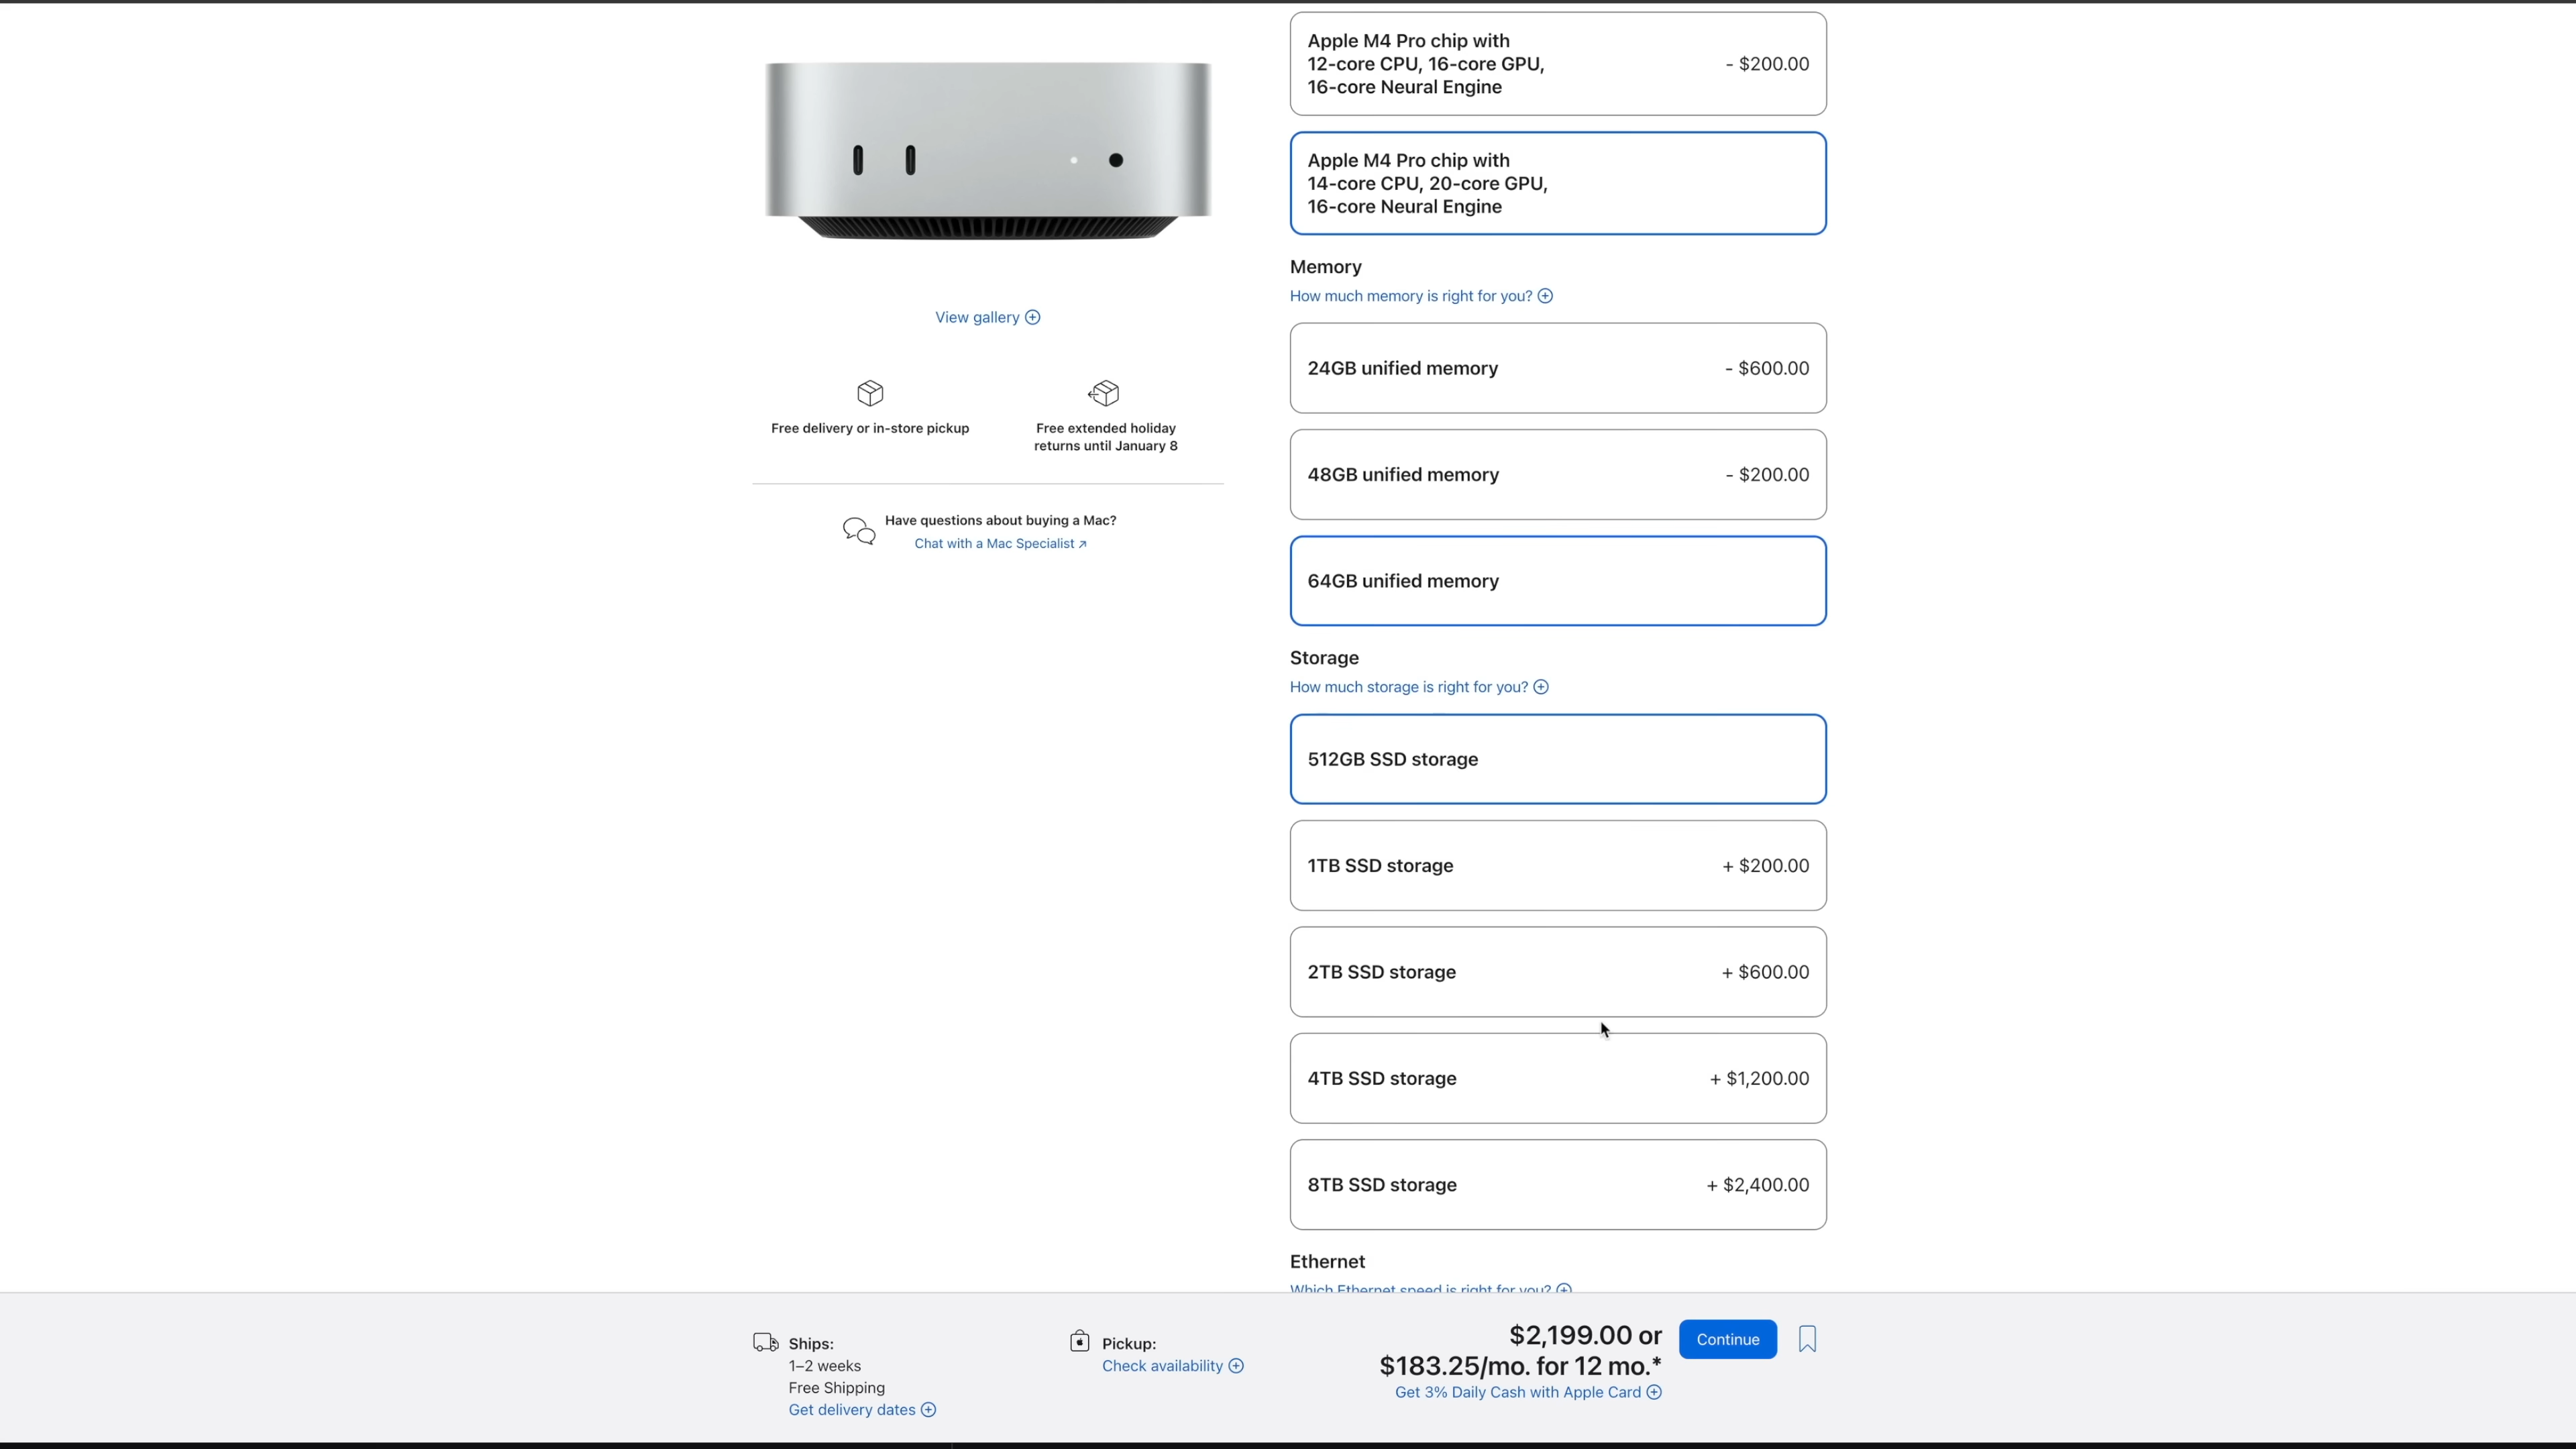 Apple M4 Pro chip with
12-core CPU, 16-core GPU,
16-core Neural Engine
- $200.00
Apple M4 Pro chip with
14-core CPU, 20-core GPU,
16-core Neural Engine
View gallery
Free delivery or in-store pickup
Free extended holiday
returns until January 8
Have questions about buying a Mac?
Chat with a Mac Specialist ↗
Memory
How much memory is right for you?
24GB unified memory
- $600.00
48GB unified memory
- $200.00
64GB unified memory
Storage
How much storage is right for you?
512GB SSD storage
1TB SSD storage
+ $200.00
2TB SSD storage
+ $600.00
4TB SSD storage
+ $1,200.00
8TB SSD storage
+ $2,400.00
Ethernet
Which Ethernet speed is right for you?
Ships:
1–2 weeks
Free Shipping
Get delivery dates
Pickup:
Check availability
$2,199.00 or
$183.25/mo. for 12 mo.*
Get 3% Daily Cash with Apple Card
Continue